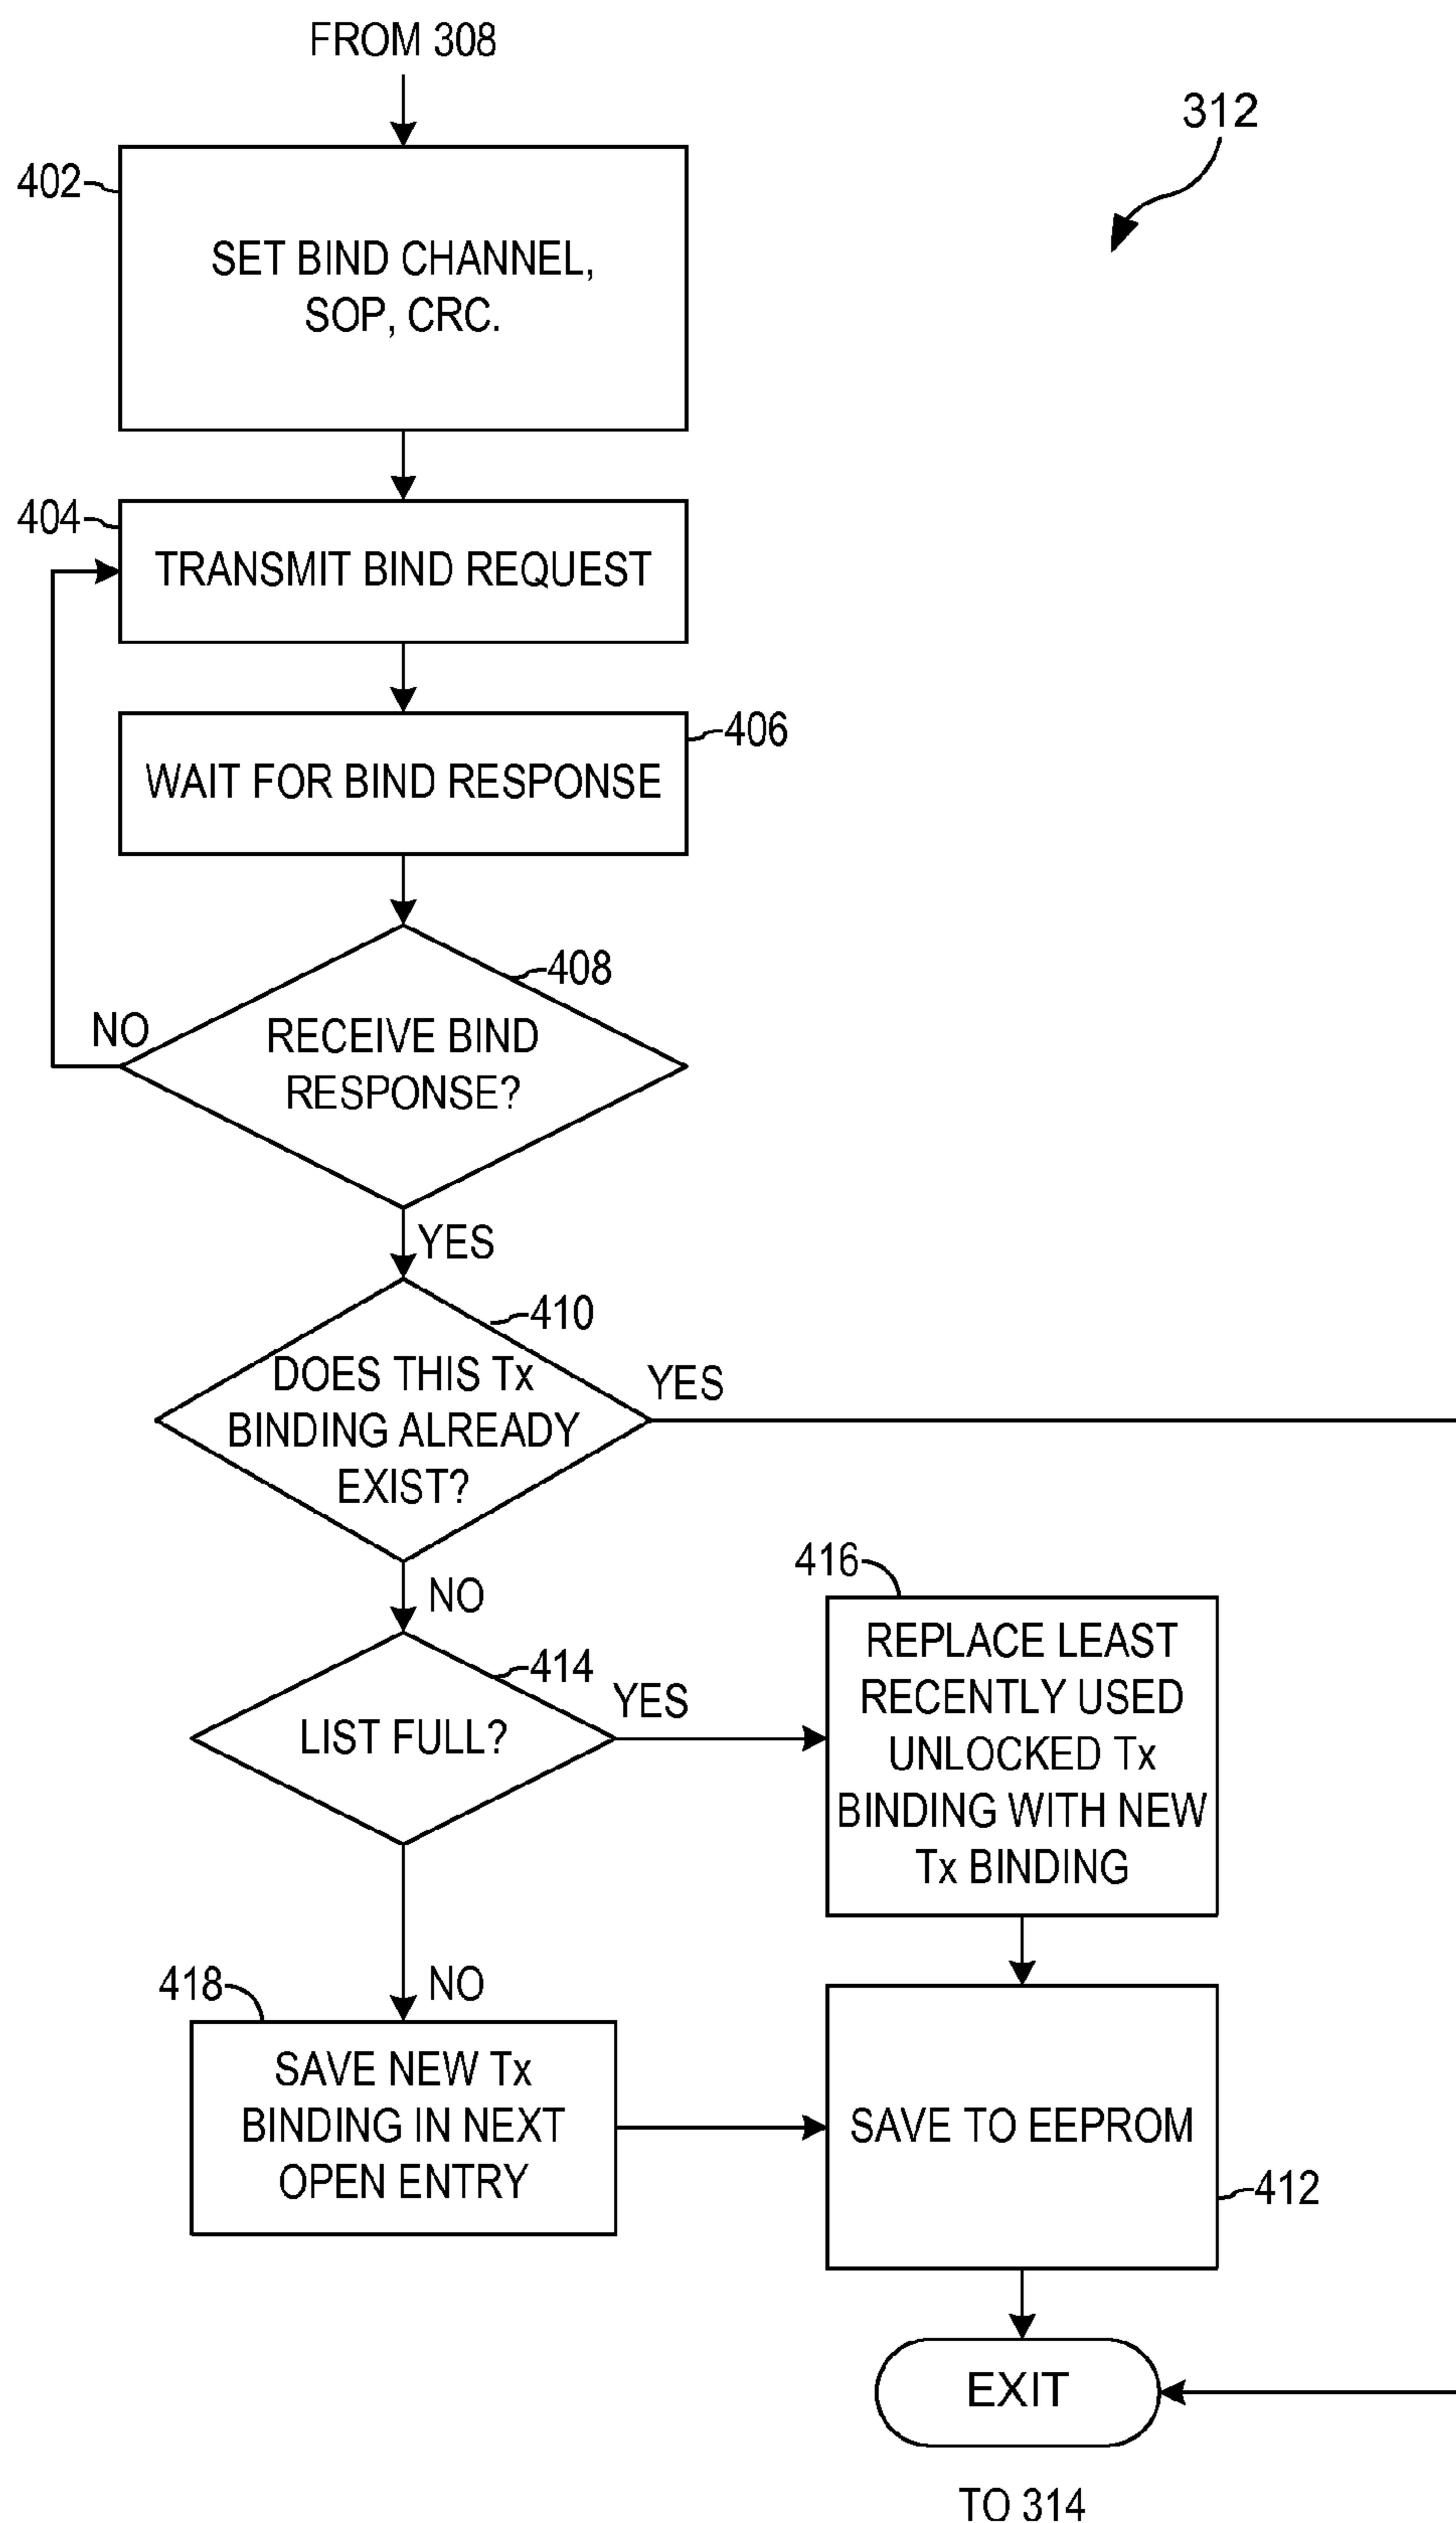 FROM 308
312
402
SET BIND CHANNEL,
SOP, CRC.
404
TRANSMIT BIND REQUEST
406
WAIT FOR BIND RESPONSE
408
NO
RECEIVE BIND
RESPONSE?
YES
410
DOES THIS Tx
BINDING ALREADY
EXIST?
YES
NO
416
REPLACE LEAST
RECENTLY USED
UNLOCKED Tx
BINDING WITH NEW
Tx BINDING
414
YES
LIST FULL?
418
NO
SAVE NEW Tx
BINDING IN NEXT
OPEN ENTRY
SAVE TO EEPROM
412
EXIT
TO 314